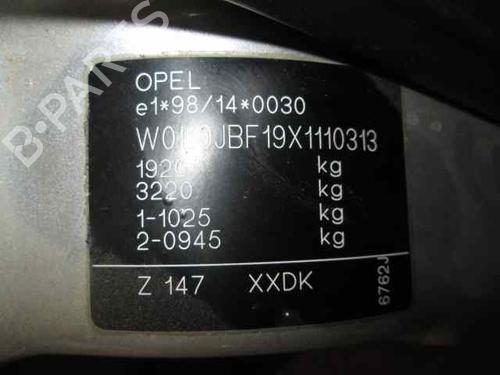 OPEL
e1*98/14*0030
W0L0JBF19X1110313
1920 kg
3220 kg
1-1025 kg
2-0945 kg
Z 147 XXDK
6762J
B-PARTS